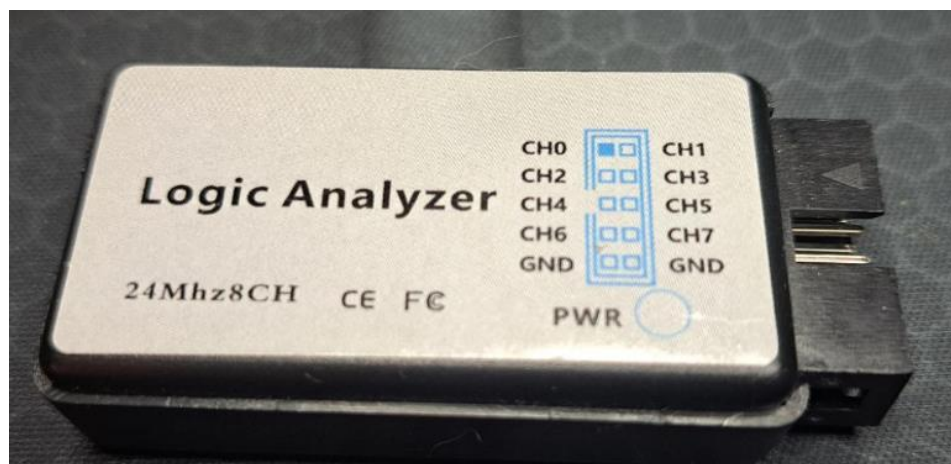 CH0 CH1
CH2 CH3
Logic Analyzer CH4 CH5
CH6 CH7
GND GND
24Mhz8CH CE FC
PWR